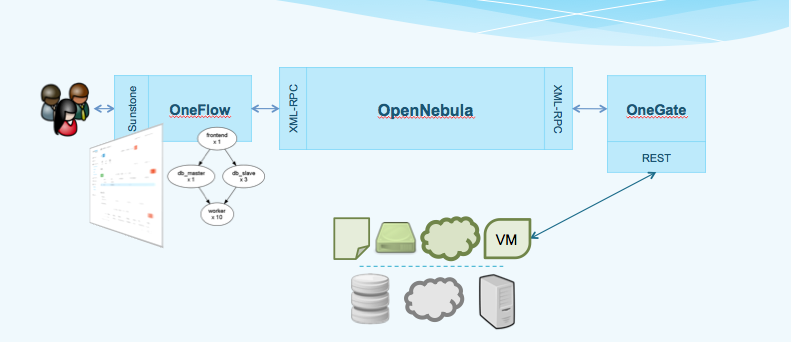 Sunstone
OneFlow
XML-RPC
OpenNebula
XML-RPC
OneGate
REST
frontend
x 1
db_master
x 1
db_slave
x 3
worker
x 10
VM